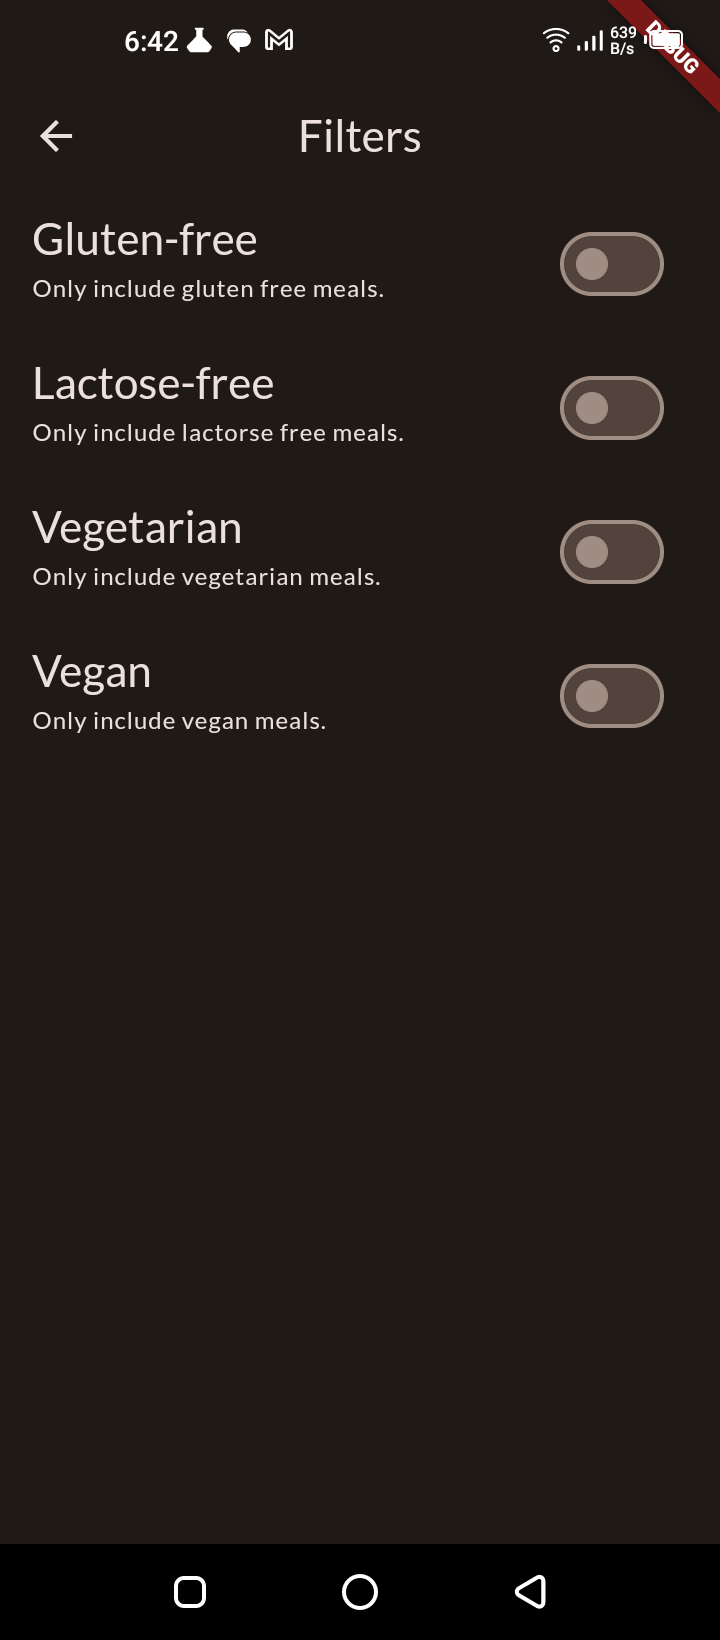 6:42
639
B/s
DEBUG
Filters
Gluten-free
Only include gluten free meals.
Lactose-free
Only include lactorse free meals.
Vegetarian
Only include vegetarian meals.
Vegan
Only include vegan meals.